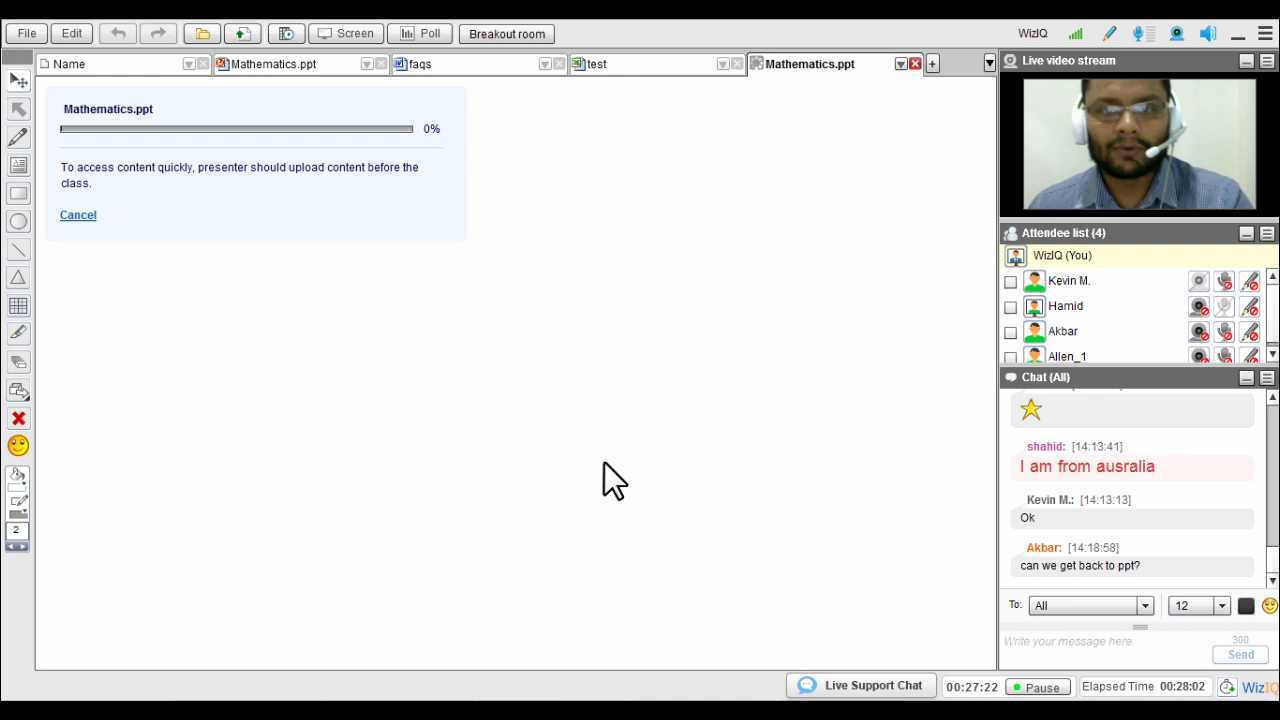 File
Edit
Screen
Poll
Breakout room
WizIQ
Name
Mathematics.ppt
faqs
test
Mathematics.ppt
Mathematics.ppt
0%
To access content quickly, presenter should upload content before the
class.
Cancel
2
Live video stream
Attendee list (4)
WizIQ (You)
Kevin M.
Hamid
Akbar
Allen_1
Chat (All)
shahid: [14:13:41]
I am from ausralia
Kevin M.: [14:13:13]
Ok
Akbar: [14:18:58]
can we get back to ppt?
To: All 12
Write your message here. 300
Send
Live Support Chat
00:27:22
Pause
Elapsed Time 00:28:02
WizIQ